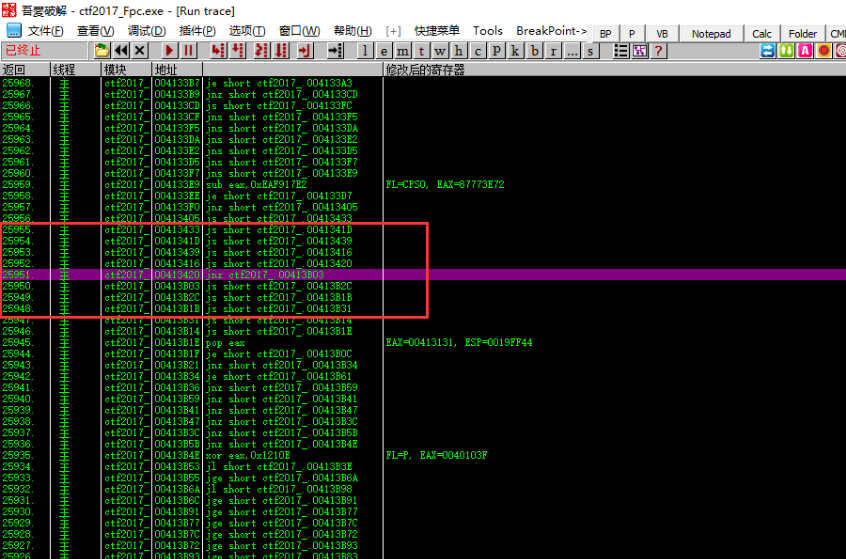 吾爱破解 - ctf2017_Fpc.exe - [Run trace]
文件(F) 查看(V) 调试(D) 插件(P) 选项(T) 窗口(W) 帮助(H) [+] 快捷菜单 Tools BreakPoint-> BP P VB Notepad Calc Folder CM
已终止 l e m t w h c p k b r ... s ?
返回 线程 模块 地址 修改后的寄存器
25968. 主 ctf2017_ 004133B7 je short ctf2017_.004133A3
25967. 主 ctf2017_ 004133B9 jnz short ctf2017_.004133CD
25966. 主 ctf2017_ 004133CD js short ctf2017_.004133FC
25965. 主 ctf2017_ 004133CF jns short ctf2017_.004133F5
25964. 主 ctf2017_ 004133F5 jns short ctf2017_.004133DA
25963. 主 ctf2017_ 004133DA jns short ctf2017_.004133E2
25962. 主 ctf2017_ 004133E2 jns short ctf2017_.004133D5
25961. 主 ctf2017_ 004133D5 jns short ctf2017_.004133F7
25960. 主 ctf2017_ 004133F7 jns short ctf2017_.004133E9
25959. 主 ctf2017_ 004133E9 sub eax,0xEAF917E2 FL=CPSO, EAX=87773E72
25958. 主 ctf2017_ 004133EE je short ctf2017_.004133D7
25957. 主 ctf2017_ 004133F0 jnz short ctf2017_.00413405
25956. 主 ctf2017_ 00413405 js short ctf2017_.00413433
25955. 主 ctf2017_ 00413433 js short ctf2017_.0041341D
25954. 主 ctf2017_ 0041341D js short ctf2017_.00413439
25953. 主 ctf2017_ 00413439 js short ctf2017_.00413416
25952. 主 ctf2017_ 00413416 js short ctf2017_.00413420
25951. 主 ctf2017_ 00413420 jnz ctf2017_.00413B03
25950. 主 ctf2017_ 00413B03 js short ctf2017_.00413B2C
25949. 主 ctf2017_ 00413B2C js short ctf2017_.00413B1B
25948. 主 ctf2017_ 00413B1B js short ctf2017_.00413B31
25947. 主 ctf2017_ 00413B31 js short ctf2017_.00413B14
25946. 主 ctf2017_ 00413B14 js short ctf2017_.00413B1E
25945. 主 ctf2017_ 00413B1E pop eax EAX=00413131, ESP=0019FF44
25944. 主 ctf2017_ 00413B1F je short ctf2017_.00413B0C
25943. 主 ctf2017_ 00413B21 jnz short ctf2017_.00413B34
25942. 主 ctf2017_ 00413B34 je short ctf2017_.00413B61
25941. 主 ctf2017_ 00413B36 jnz short ctf2017_.00413B59
25940. 主 ctf2017_ 00413B59 jnz short ctf2017_.00413B41
25939. 主 ctf2017_ 00413B41 jnz short ctf2017_.00413B47
25938. 主 ctf2017_ 00413B47 jnz short ctf2017_.00413B3C
25937. 主 ctf2017_ 00413B3C jnz short ctf2017_.00413B5B
25936. 主 ctf2017_ 00413B5B jnz short ctf2017_.00413B4E
25935. 主 ctf2017_ 00413B4E xor eax,0x1210E FL=P, EAX=0040103F
25934. 主 ctf2017_ 00413B53 jl short ctf2017_.00413B3E
25933. 主 ctf2017_ 00413B55 jge short ctf2017_.00413B6A
25932. 主 ctf2017_ 00413B6A jl short ctf2017_.00413B98
25931. 主 ctf2017_ 00413B6C jge short ctf2017_.00413B91
25930. 主 ctf2017_ 00413B91 jge short ctf2017_.00413B77
25929. 主 ctf2017_ 00413B77 jge short ctf2017_.00413B7C
25928. 主 ctf2017_ 00413B7C jge short ctf2017_.00413B72
25927. 主 ctf2017_ 00413B72 jge short ctf2017_.00413B93
25926. 主 ctf2017_ 00413B93 jge short ctf2017_.00413B83